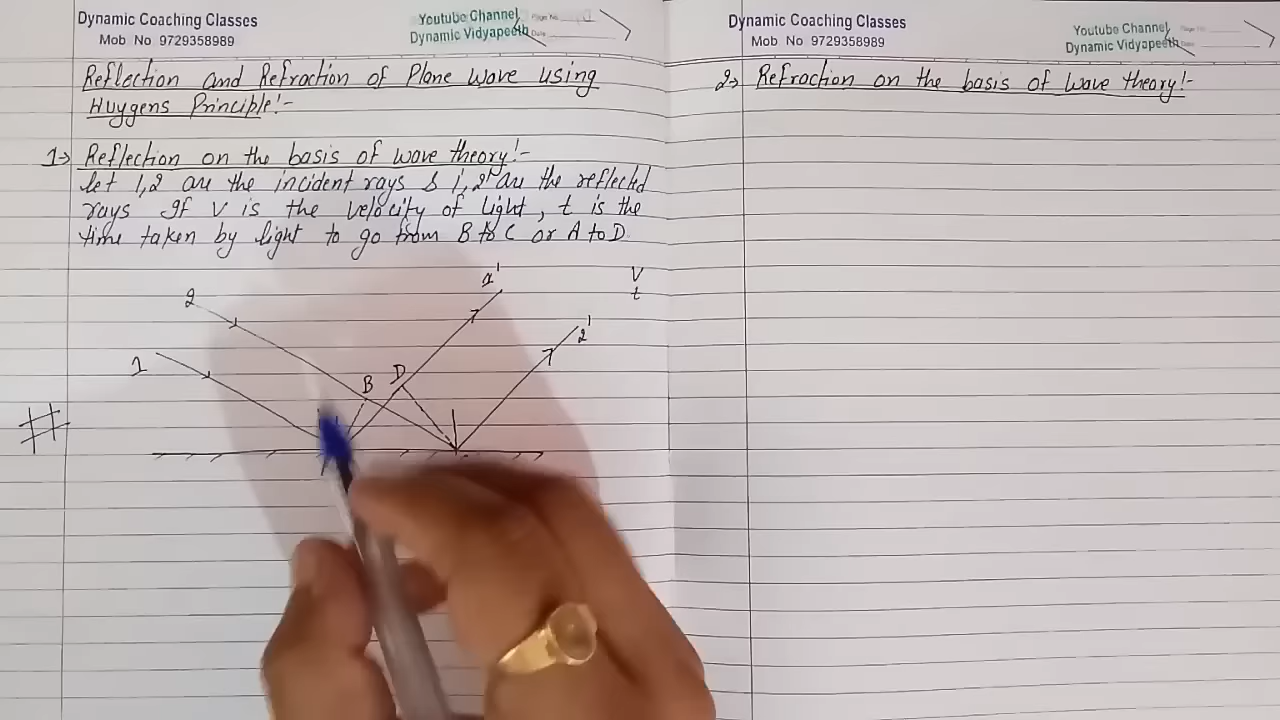 Dynamic Coaching Classes
Mob No 9729358989
Youtube Channel
Dynamic Vidyapeeth
Page No.
Date
Reflection and Refraction of Plane wave using
Huygens Principle!-
1→ Reflection on the basis of wave theory!-
let 1,2 are the incident rays & 1',2' are the reflected
rays If V is the velocity of light, t is the
time taken by light to go from B to C or A to D
2
1
B
D
2'
V
t
#
Dynamic Coaching Classes
Mob No 9729358989
Youtube Channel
Dynamic Vidyapeeth
2→ Refraction on the basis of wave theory!-